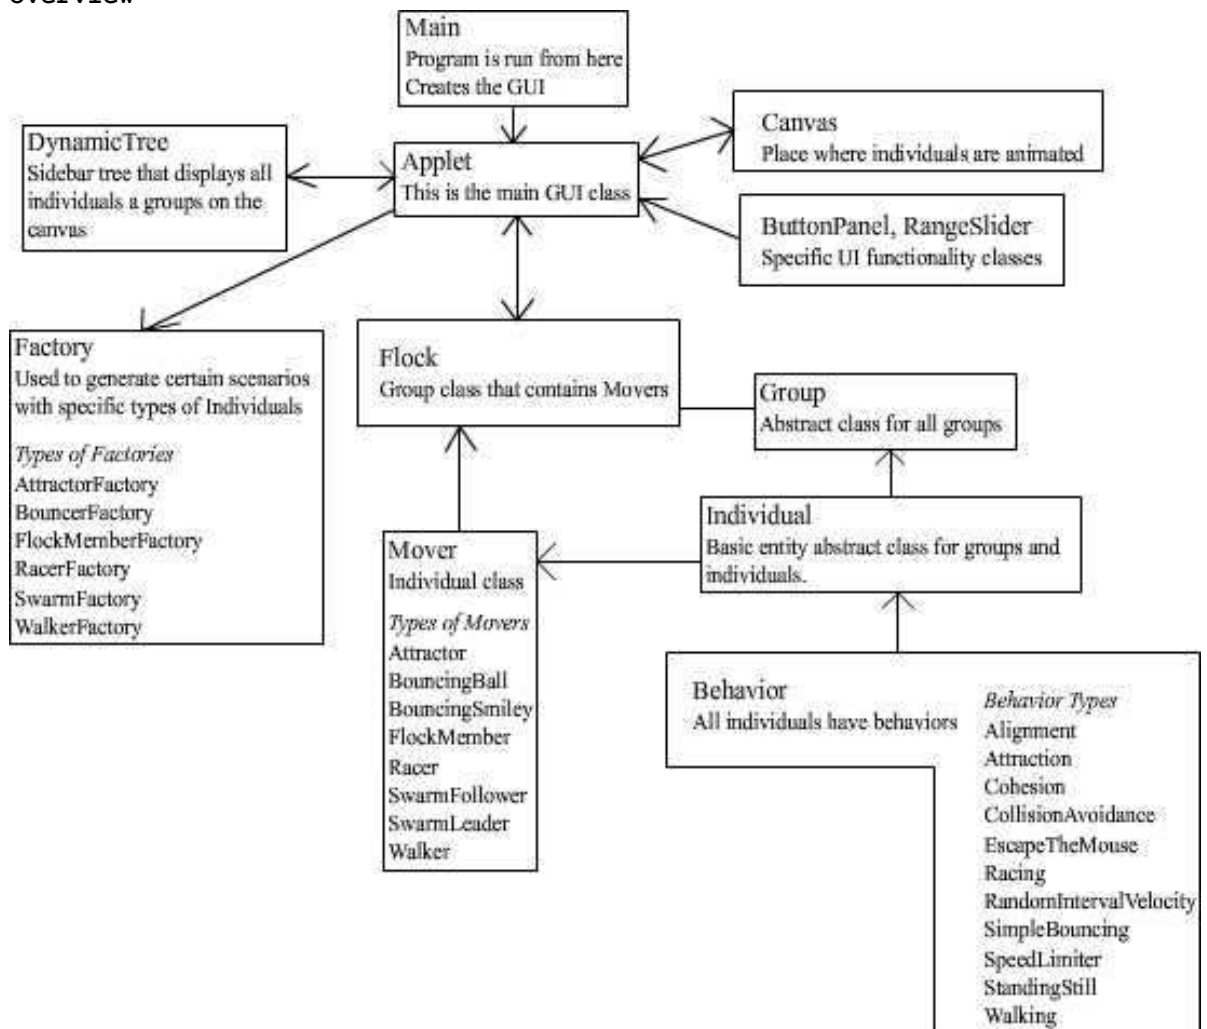 overview
Main
Program is run from here
Creates the GUI
DynamicTree
Sidebar tree that displays all
individuals a groups on the
canvas
Applet
This is the main GUI class
Canvas
Place where individuals are animated
ButtonPanel, RangeSlider
Specific UI functionality classes
Factory
Used to generate certain scenarios
with specific types of Individuals
Types of Factories
AttractorFactory
BouncerFactory
FlockMemberFactory
RacerFactory
SwarmFactory
WalkerFactory
Flock
Group class that contains Movers
Group
Abstract class for all groups
Individual
Basic entity abstract class for groups and
individuals.
Mover
Individual class
Types of Movers
Attractor
BouncingBall
BouncingSmiley
FlockMember
Racer
SwarmFollower
SwarmLeader
Walker
Behavior
All individuals have behaviors
Behavior Types
Alignment
Attraction
Cohesion
CollisionAvoidance
EscapeTheMouse
Racing
RandomIntervalVelocity
SimpleBouncing
SpeedLimiter
StandingStill
Walking